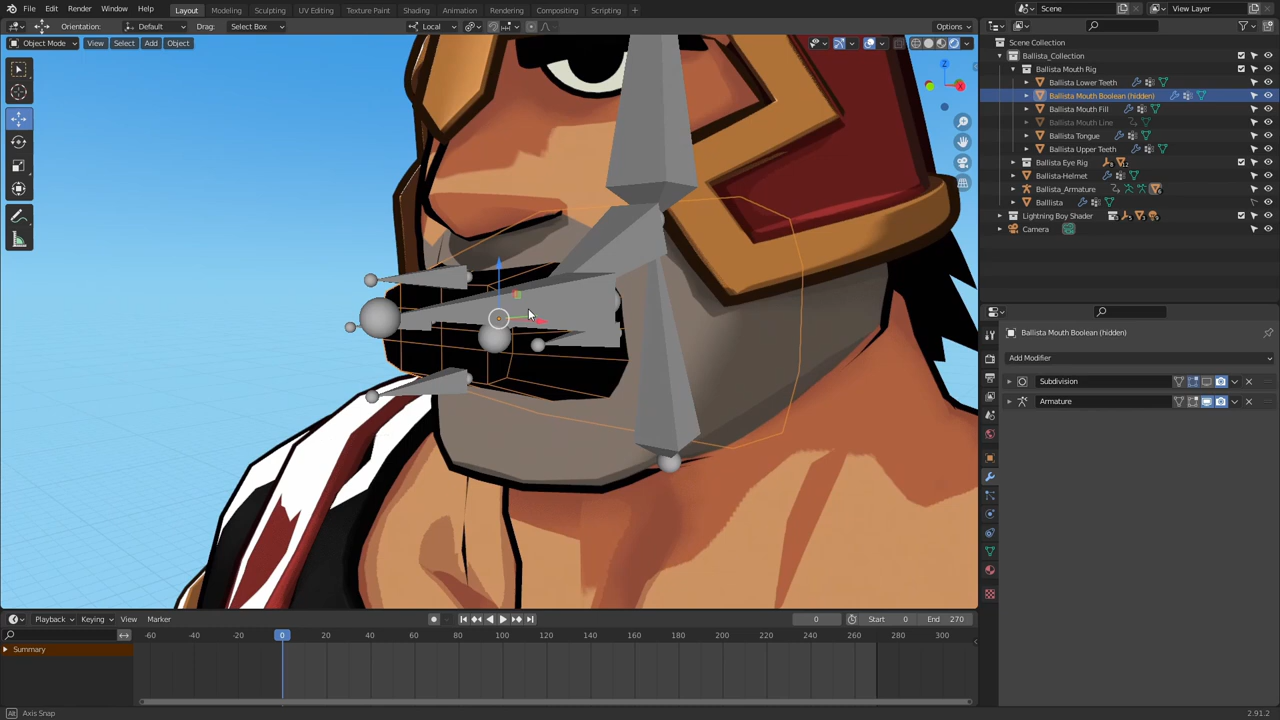 File Edit Render Window Help Layout Modeling Sculpting UV Editing Texture Paint Shading Animation Rendering Compositing Scripting + Scene View Layer
Orientation: Default Drag: Select Box Local Options
Object Mode View Select Add Object
Scene Collection
Ballista_Collection
Ballista Mouth Rig
Ballista Lower Teeth
Ballista Mouth Boolean (hidden)
Ballista Mouth Fill
Ballista Mouth Line
Ballista Tongue
Ballista Upper Teeth
Ballista Eye Rig
Ballista-Helmet
Ballista_Armature
Balllista
Lightning Boy Shader
Camera
Z
X
Ballista Mouth Boolean (hidden)
Add Modifier
Subdivision
Armature
Playback Keying View Marker 0 Start 0 End 270
-60 -40 -20 0 20 40 60 80 100 120 140 160 180 200 220 240 260 280 300
Summary
Axis Snap 2.91.2